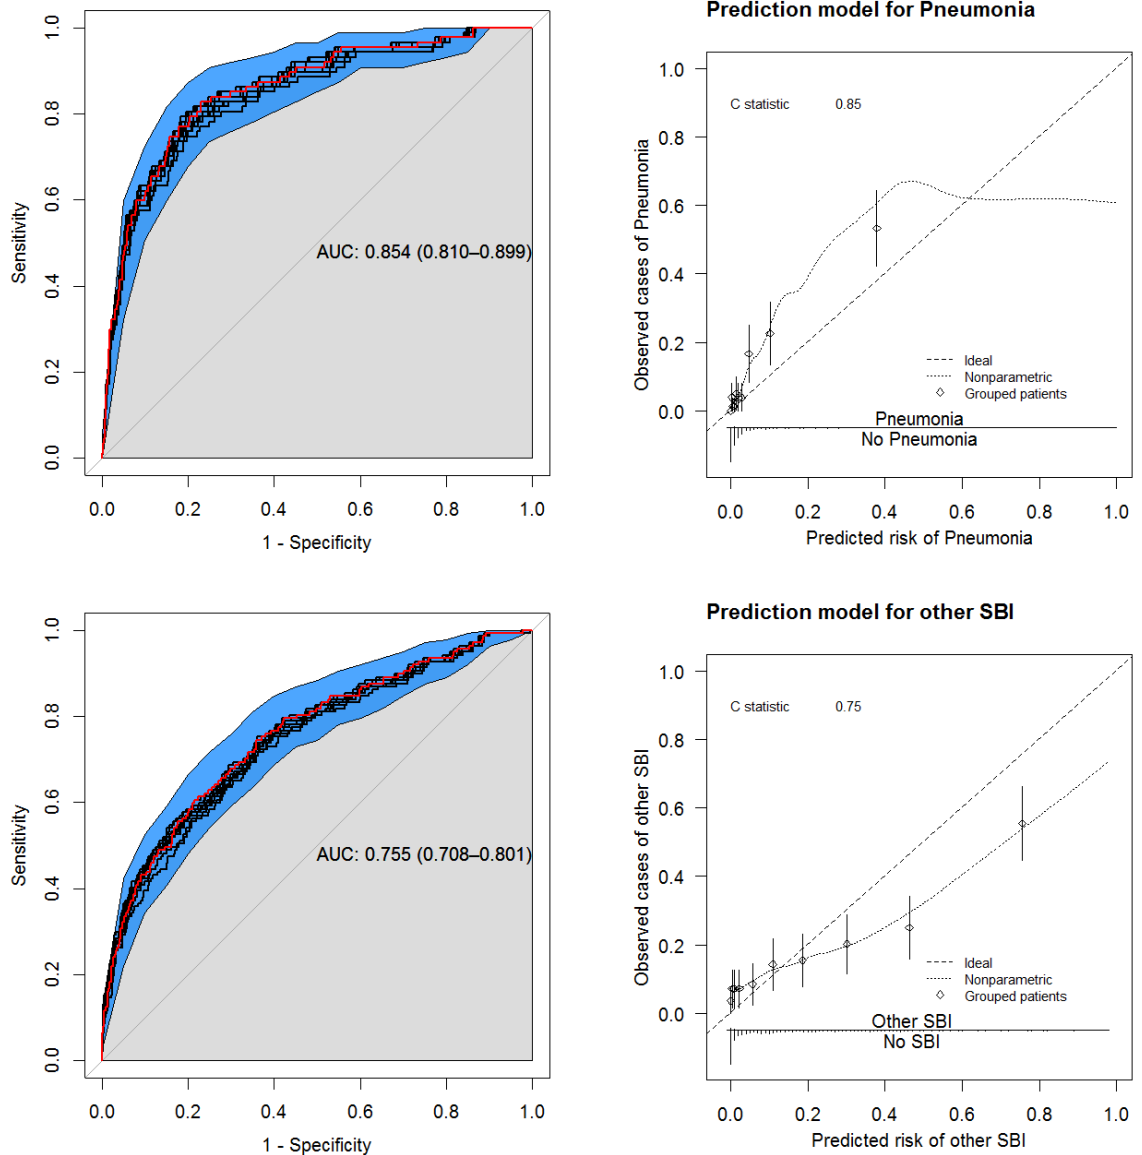 Sensitivity
0.0 0.2 0.4 0.6 0.8 1.0
AUC: 0.854 (0.810–0.899)
0.0 0.2 0.4 0.6 0.8 1.0
1 - Specificity
Prediction model for Pneumonia
Observed cases of Pneumonia
1.0
C statistic 0.85
0.8
0.6
0.4
0.2
Ideal
Nonparametric
Grouped patients
0.0
Pneumonia
No Pneumonia
0.0 0.2 0.4 0.6 0.8 1.0
Predicted risk of Pneumonia
Sensitivity
0.0 0.2 0.4 0.6 0.8 1.0
AUC: 0.755 (0.708–0.801)
0.0 0.2 0.4 0.6 0.8 1.0
1 - Specificity
Prediction model for other SBI
Observed cases of other SBI
1.0
C statistic 0.75
0.8
0.6
0.4
0.2
Ideal
Nonparametric
Grouped patients
0.0
Other SBI
No SBI
0.0 0.2 0.4 0.6 0.8 1.0
Predicted risk of other SBI